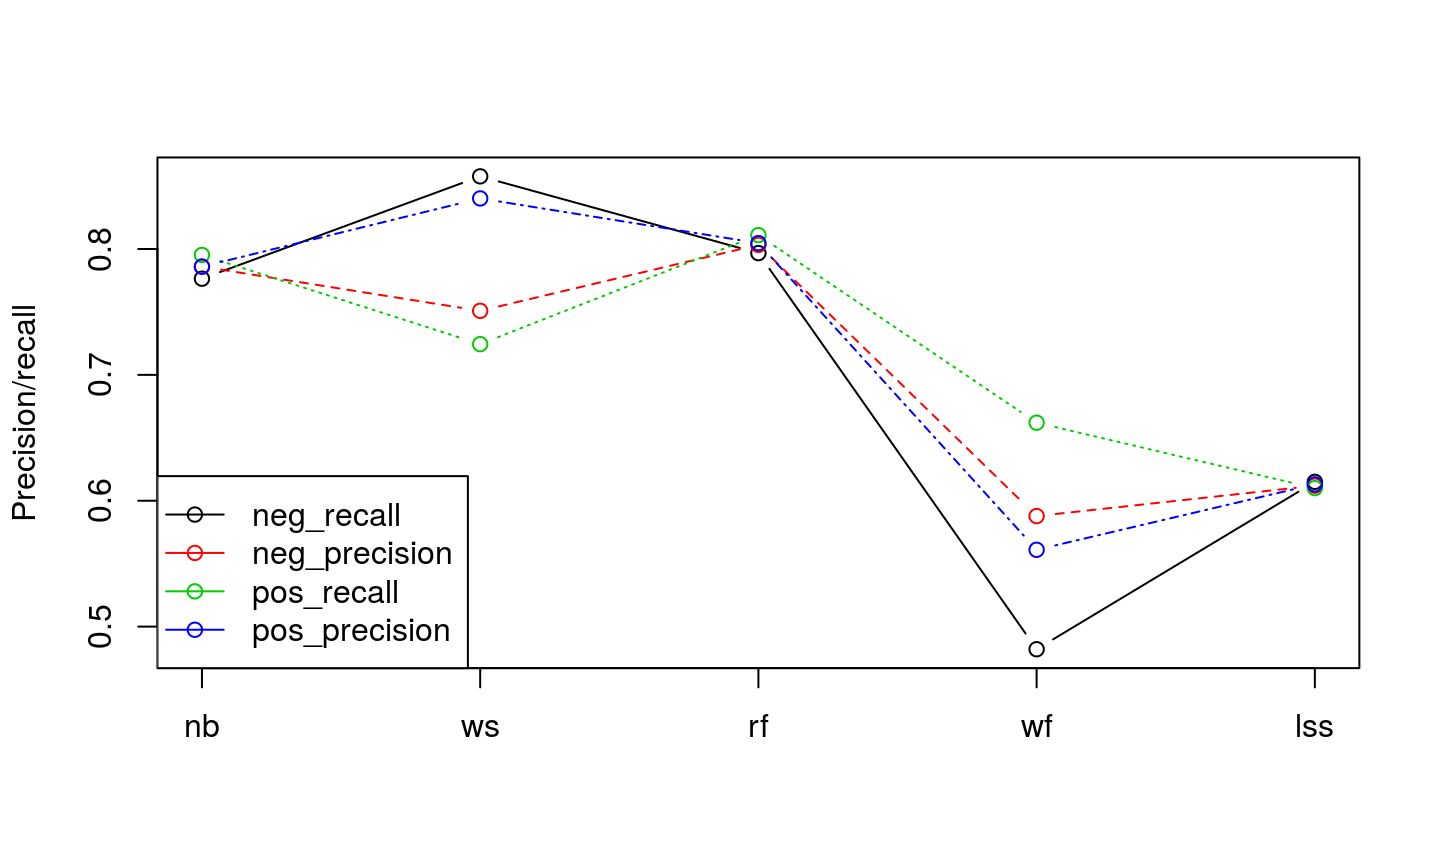 Precision/recall
0.8
0.7
0.6
0.5
neg_recall
neg_precision
pos_recall
pos_precision
nb ws rf wf lss